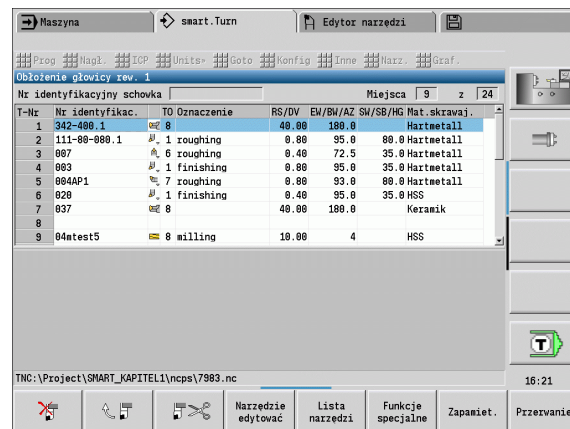 Maszyna smart.Turn Edytor narzędzi
Prog Nagł. ICP Units» Goto Konfig Inne Narz. Graf.
Obłożenie głowicy rew. 1
Nr identyfikacyjny schowka Miejsca 9 z 24
T-Nr Nr identyfikac. TO Oznaczenie RS/DV EW/BW/AZ SW/SB/HG Mat.skrawaj.
1 342-400.1 8 40.00 180.0 Hartmetall
2 111-80-080.1 1 roughing 0.80 95.0 80.0 Hartmetall
3 007 6 roughing 0.40 72.5 35.0 Hartmetall
4 003 1 finishing 0.80 95.0 35.0 Hartmetall
5 004AP1 7 roughing 0.80 93.0 80.0 Hartmetall
6 020 1 finishing 0.40 95.0 35.0 HSS
7 037 8 40.00 180.0 Keramik
8
9 04mtest5 8 milling 10.00 4 HSS
T
TNC:\Project\SMART_KAPITEL1\ncps\7983.nc
16:21
Narzędzie edytować Lista narzędzi Funkcje specjalne Zapamiet. Przerwanie